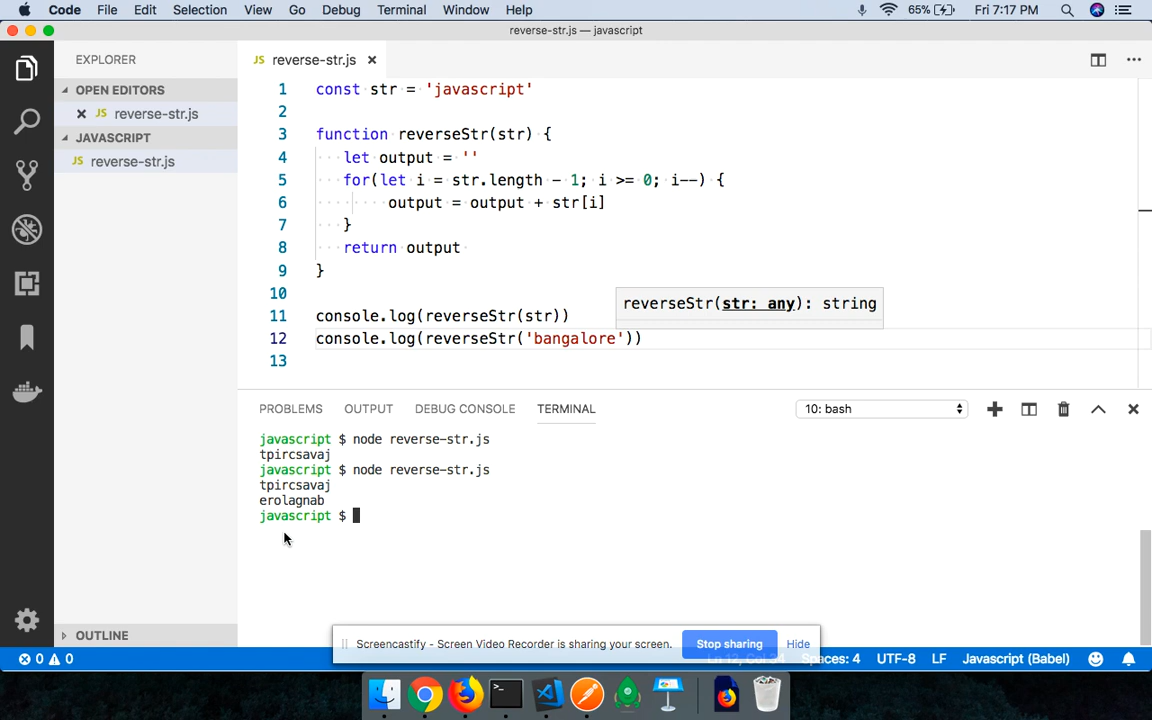 Code File Edit Selection View Go Debug Terminal Window Help 65% Fri 7:17 PM
reverse-str.js — javascript
EXPLORER
OPEN EDITORS
JS reverse-str.js
JAVASCRIPT
JS reverse-str.js
OUTLINE
JS reverse-str.js
1 const str = 'javascript'
2
3 function reverseStr(str) {
4 let output = ''
5 for(let i = str.length - 1; i >= 0; i--) {
6 output = output + str[i]
7 }
8 return output
9 }
10
reverseStr(str: any): string
11 console.log(reverseStr(str))
12 console.log(reverseStr('bangalore'))
13
PROBLEMS OUTPUT DEBUG CONSOLE TERMINAL 10: bash
javascript $ node reverse-str.js
tpircsavaj
javascript $ node reverse-str.js
tpircsavaj
erolagnab
javascript $
Screencastify - Screen Video Recorder is sharing your screen. Stop sharing Hide
0 0 Spaces: 4 UTF-8 LF Javascript (Babel)